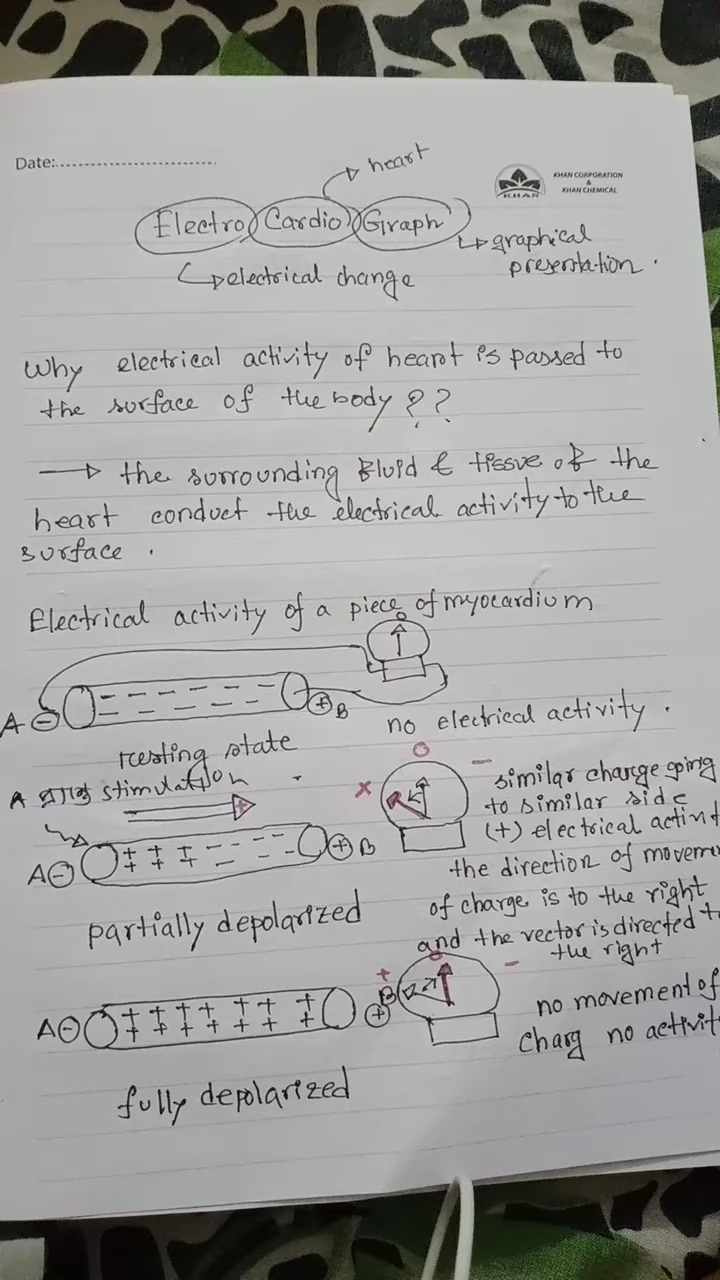 Date:
heart
KHAN
KHAN CORPORATION
&
KHAN CHEMICAL
Electro Cardio Graph
graphical
presentation.
electrical change
Why electrical activity of heart is passed to
the surface of the body??
→ the surrounding fluid & tissue of the
heart conduct the electrical activity to the
surface.
Electrical activity of a piece of myocardium
A - + B
no electrical activity.
resting state
A প্রান্তে stimulation
similar charge going
to similar side
(+) electrical activit
A - + B
the direction of moveme
partially depolarized
of charge is to the right
and the vector is directed t
the right
A - + B
no movement of
charg no activit
fully depolarized